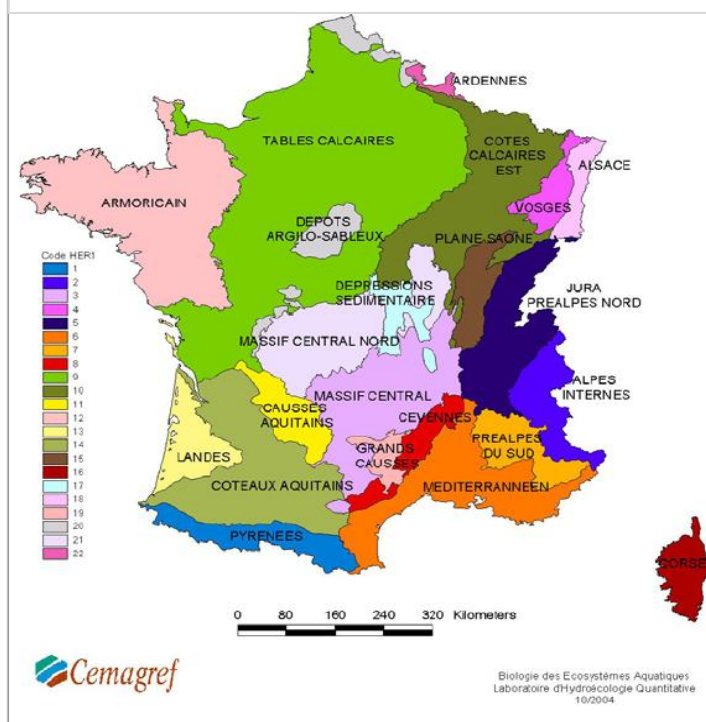 ARDENNES
TABLES CALCAIRES
COTES
CALCAIRES
EST
ALSACE
ARMORICAIN
VOSGES
DEPOTS
ARGILO-SABLEUX
PLAINE SAONE
Code HER1
1
2
3
4
5
6
7
8
9
10
11
12
13
14
15
16
17
18
19
20
21
22
DEPRESSIONS
SEDIMENTAIRE
JURA
PREALPES NORD
MASSIF CENTRAL NORD
MASSIF CENTRAL
ALPES
INTERNES
CAUSSES
AQUITAINS
CEVENNES
GRANDS
CAUSSES
PREALPES
DU SUD
LANDES
COTEAUX AQUITAINS
MEDITERRANNEEN
PYRENEES
CORSE
0 80 160 240 320 Kilometers
Cemagref
Biologie des Ecosystèmes Aquatiques
Laboratoire d'Hydroécologie Quantitative
10/2004